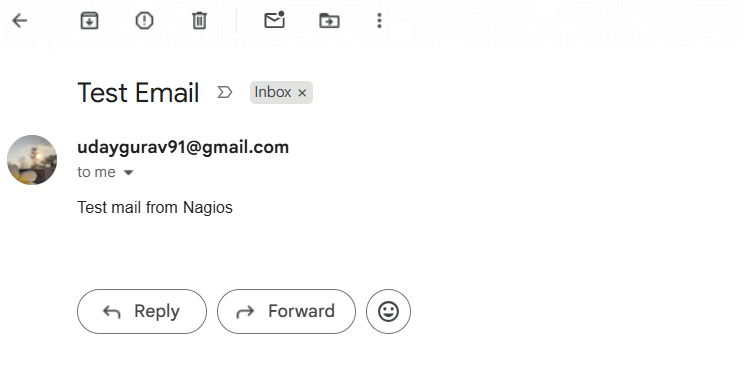 Test Email
Inbox ×
udaygurav91@gmail.com
to me
Test mail from Nagios
Reply
Forward